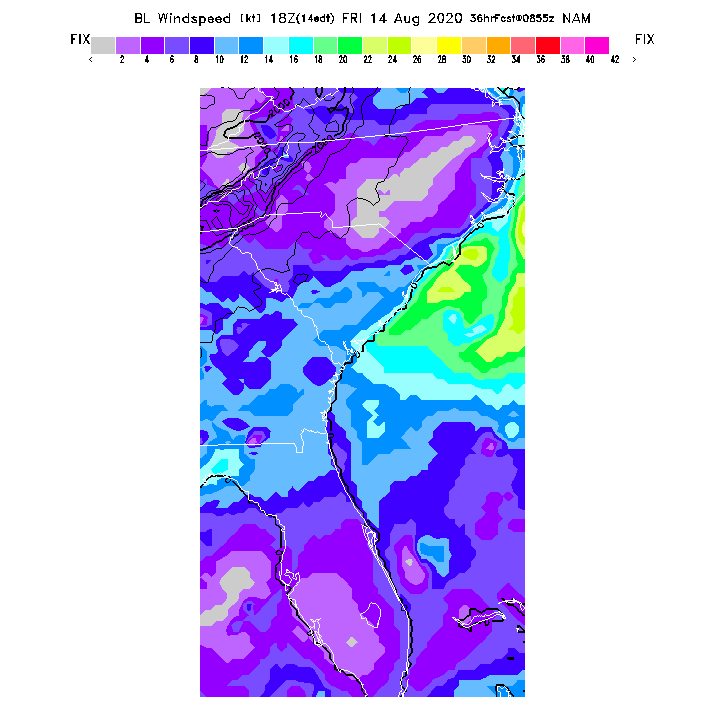 BL Windspeed [kt] 18Z(14edt) FRI 14 Aug 2020 36hrFcst@0855z NAM
FIX FIX
< 2 4 6 8 10 12 14 16 18 20 22 24 26 28 30 32 34 36 38 40 42 >